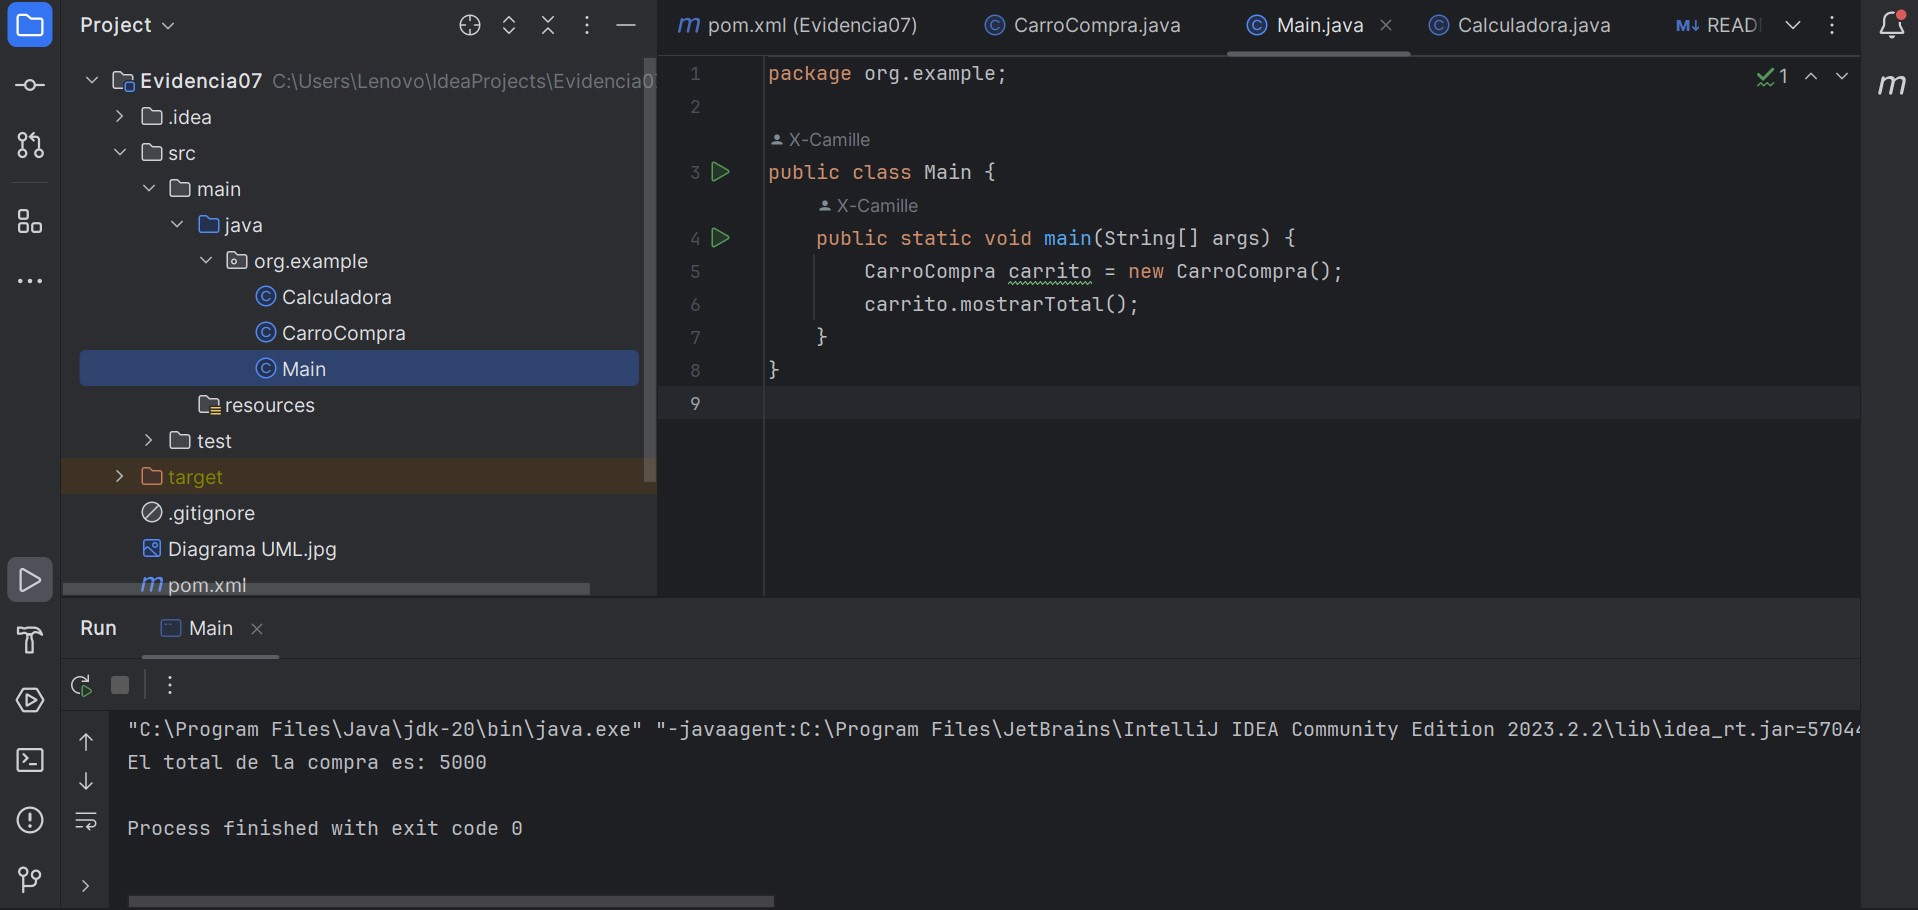 Project
pom.xml (Evidencia07)
CarroCompra.java
Main.java
Calculadora.java
READ
Evidencia07 C:\Users\Lenovo\IdeaProjects\Evidencia0
.idea
src
main
java
org.example
Calculadora
CarroCompra
Main
resources
test
target
.gitignore
Diagrama UML.jpg
pom.xml
1
1 package org.example;
2
X-Camille
3 public class Main {
X-Camille
4 public static void main(String[] args) {
5 CarroCompra carrito = new CarroCompra();
6 carrito.mostrarTotal();
7 }
8 }
9
Run
Main
"C:\Program Files\Java\jdk-20\bin\java.exe" "-javaagent:C:\Program Files\JetBrains\IntelliJ IDEA Community Edition 2023.2.2\lib\idea_rt.jar=57044
El total de la compra es: 5000
Process finished with exit code 0